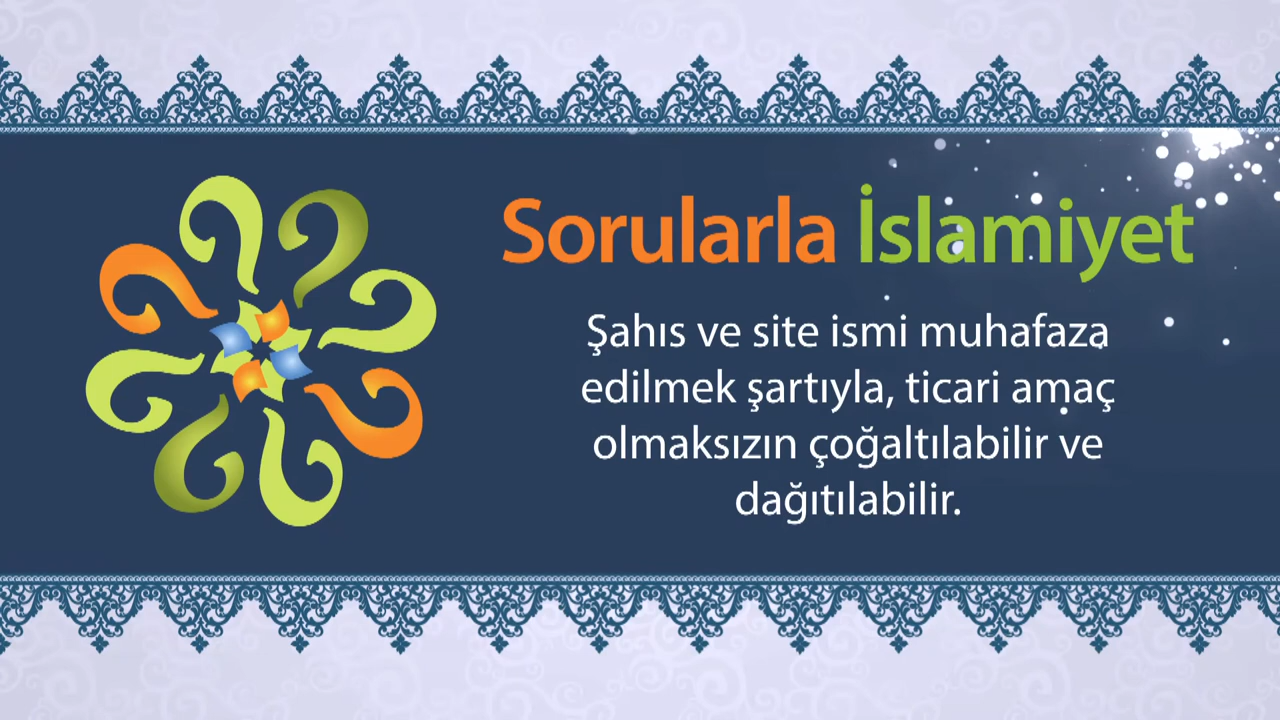 Sorularla İslamiyet
Şahıs ve site ismi muhafaza
edilmek şartıyla, ticari amaç
olmaksızın çoğaltılabilir ve
dağıtılabilir.